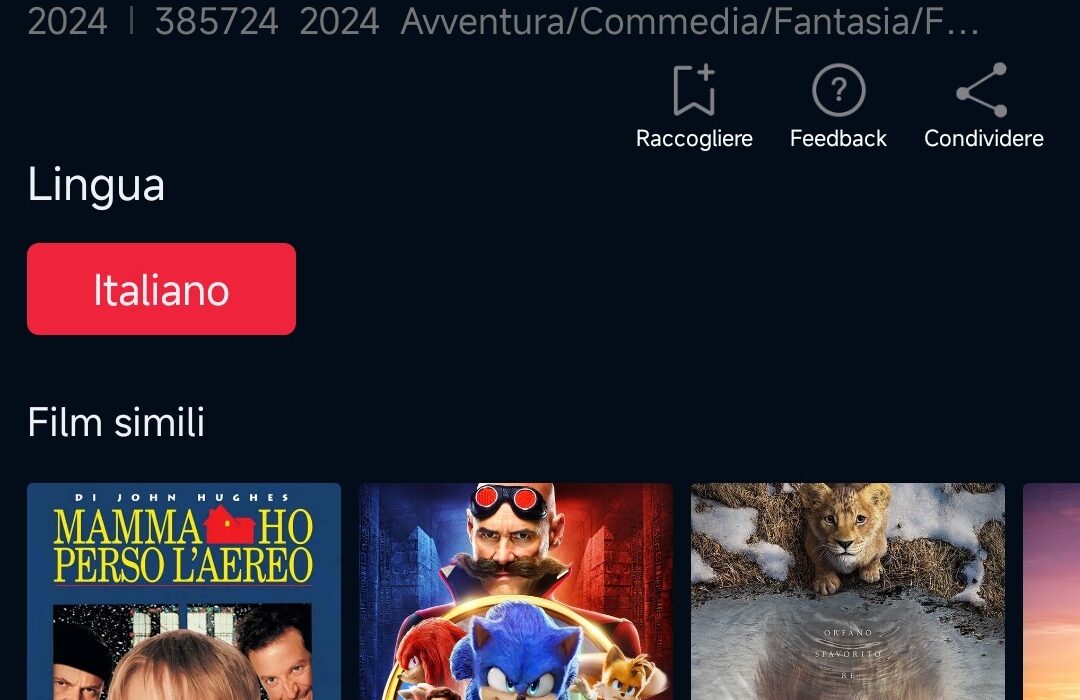 2024 | 385724 2024 Avventura/Commedia/Fantasia/F...
Raccogliere Feedback Condividere
Lingua
Italiano
Film simili
DI JOHN HUGHES
MAMMA HO
PERSO L'AEREO
ORFANO
SFAVORITO
RE